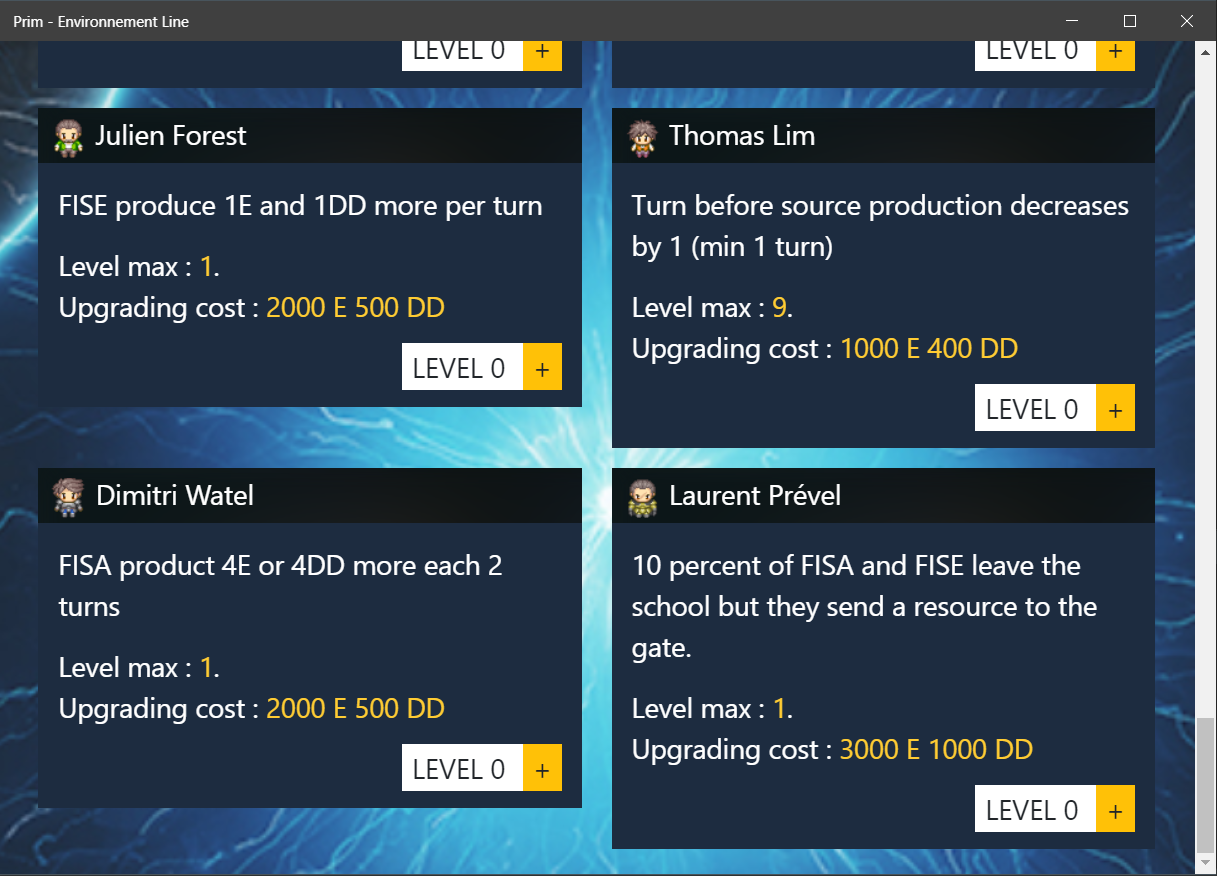 Prim - Environnement Line
LEVEL 0 +
LEVEL 0 +
Julien Forest
FISE produce 1E and 1DD more per turn
Level max : 1.
Upgrading cost : 2000 E 500 DD
LEVEL 0 +
Thomas Lim
Turn before source production decreases
by 1 (min 1 turn)
Level max : 9.
Upgrading cost : 1000 E 400 DD
LEVEL 0 +
Dimitri Watel
FISA product 4E or 4DD more each 2
turns
Level max : 1.
Upgrading cost : 2000 E 500 DD
LEVEL 0 +
Laurent Prével
10 percent of FISA and FISE leave the
school but they send a resource to the
gate.
Level max : 1.
Upgrading cost : 3000 E 1000 DD
LEVEL 0 +